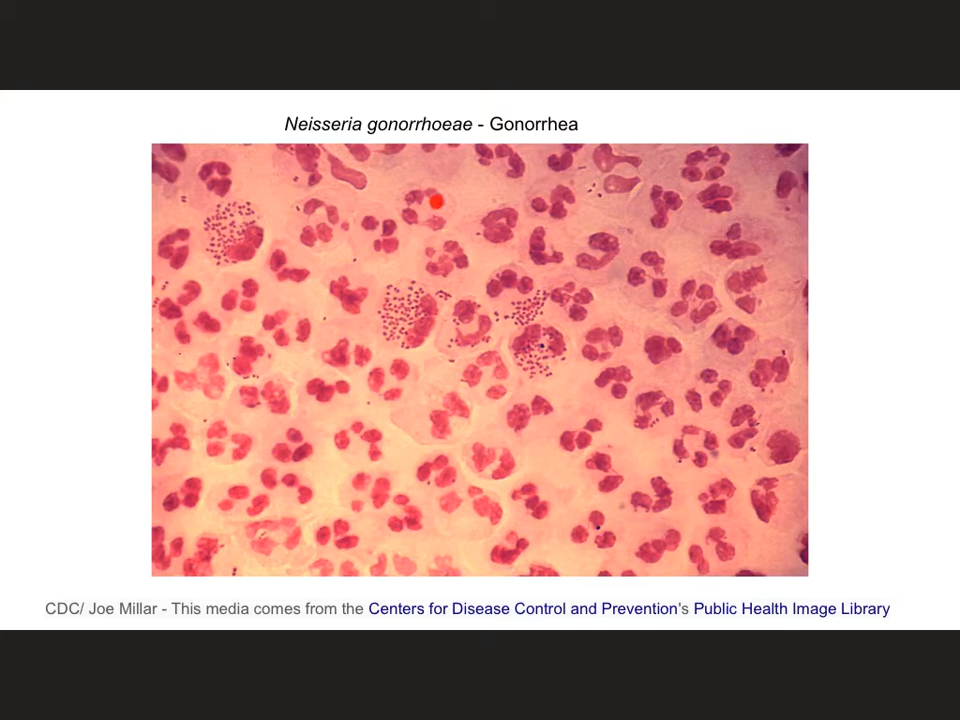 Neisseria gonorrhoeae - Gonorrhea
CDC/ Joe Millar - This media comes from the Centers for Disease Control and Prevention's Public Health Image Library